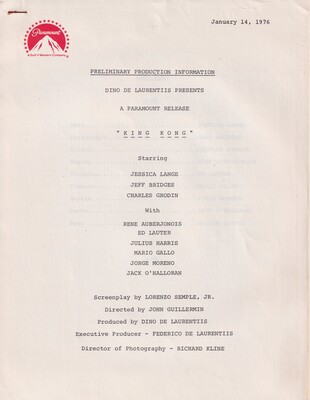 January 14, 1976
Paramount
A Gulf + Western Company
PRELIMINARY PRODUCTION INFORMATION
DINO DE LAURENTIIS PRESENTS
A PARAMOUNT RELEASE
"KING KONG"
Starring
JESSICA LANGE
JEFF BRIDGES
CHARLES GRODIN
With
RENE AUBERJONOIS
ED LAUTER
JULIUS HARRIS
MARIO GALLO
JORGE MORENO
JACK O'HALLORAN
Screenplay by LORENZO SEMPLE, JR.
Directed by JOHN GUILLERMIN
Produced by DINO DE LAURENTIIS
Executive Producer - FEDERICO DE LAURENTIIS
Director of Photography - RICHARD KLINE